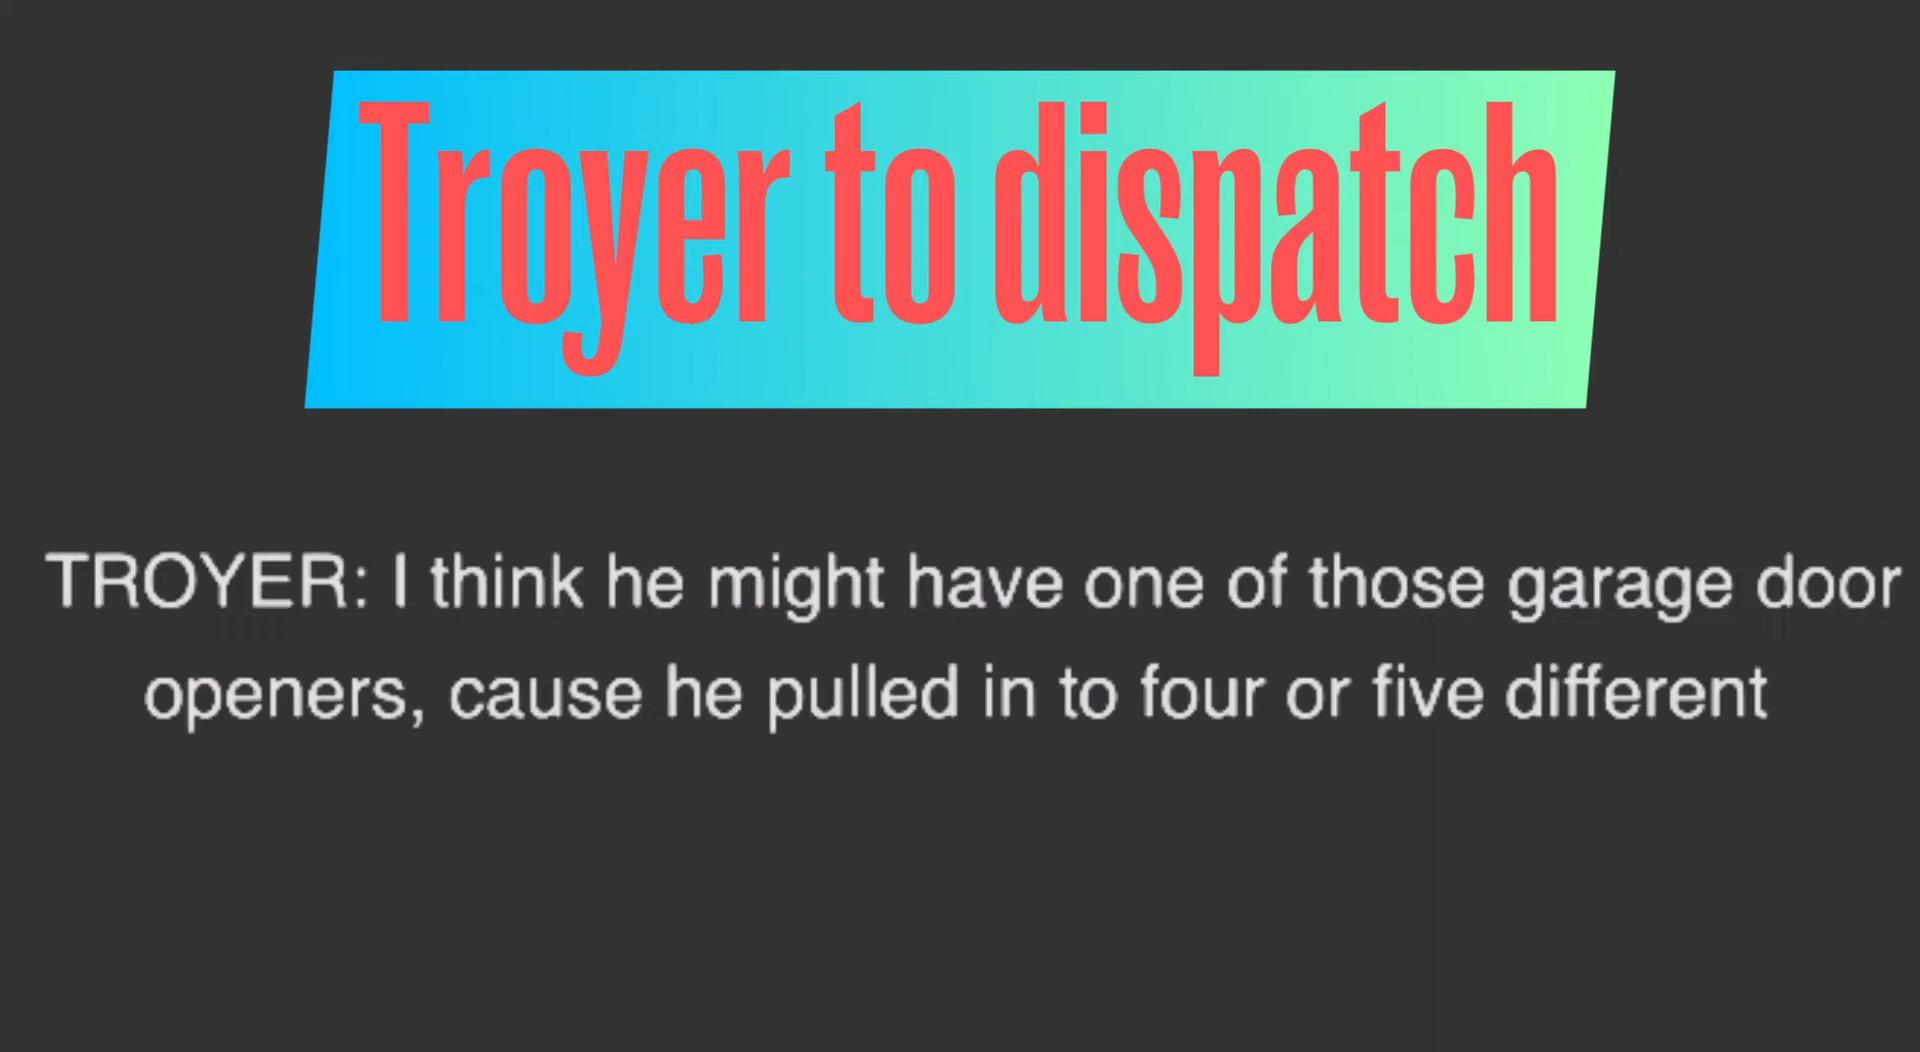 Troyer to dispatch
TROYER: I think he might have one of those garage door
openers, cause he pulled in to four or five different